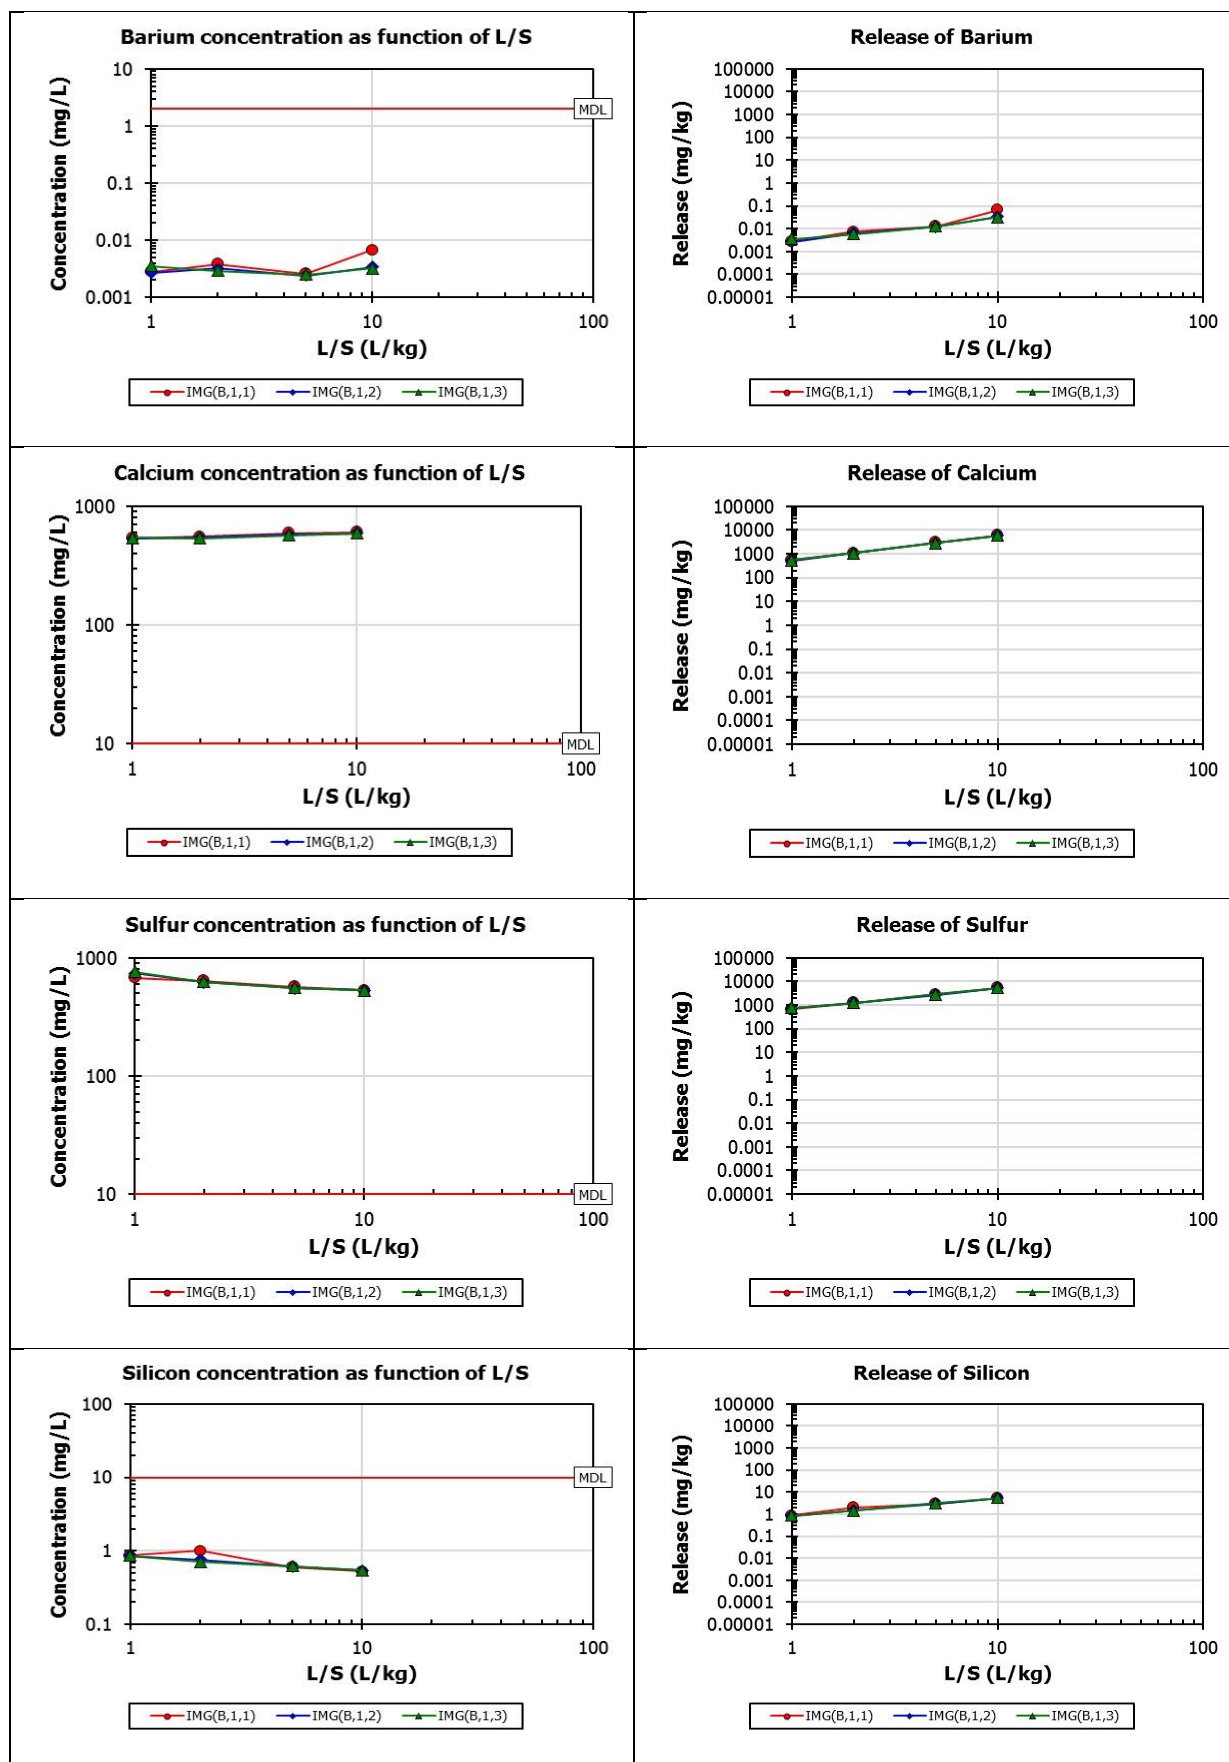 Barium concentration as function of L/S
Concentration (mg/L)
10
1
0.1
0.01
0.001
MDL
1 10 100
L/S (L/kg)
IMG(B,1,1) IMG(B,1,2) IMG(B,1,3)
Release of Barium
Release (mg/kg)
100000
10000
1000
100
10
1
0.1
0.01
0.001
0.0001
0.00001
1 10 100
L/S (L/kg)
IMG(B,1,1) IMG(B,1,2) IMG(B,1,3)
Calcium concentration as function of L/S
Concentration (mg/L)
1000
100
10
MDL
1 10 100
L/S (L/kg)
IMG(B,1,1) IMG(B,1,2) IMG(B,1,3)
Release of Calcium
Release (mg/kg)
100000
10000
1000
100
10
1
0.1
0.01
0.001
0.0001
0.00001
1 10 100
L/S (L/kg)
IMG(B,1,1) IMG(B,1,2) IMG(B,1,3)
Sulfur concentration as function of L/S
Concentration (mg/L)
1000
100
10
MDL
1 10 100
L/S (L/kg)
IMG(B,1,1) IMG(B,1,2) IMG(B,1,3)
Release of Sulfur
Release (mg/kg)
100000
10000
1000
100
10
1
0.1
0.01
0.001
0.0001
0.00001
1 10 100
L/S (L/kg)
IMG(B,1,1) IMG(B,1,2) IMG(B,1,3)
Silicon concentration as function of L/S
Concentration (mg/L)
100
10
1
0.1
MDL
1 10 100
L/S (L/kg)
IMG(B,1,1) IMG(B,1,2) IMG(B,1,3)
Release of Silicon
Release (mg/kg)
100000
10000
1000
100
10
1
0.1
0.01
0.001
0.0001
0.00001
1 10 100
L/S (L/kg)
IMG(B,1,1) IMG(B,1,2) IMG(B,1,3)